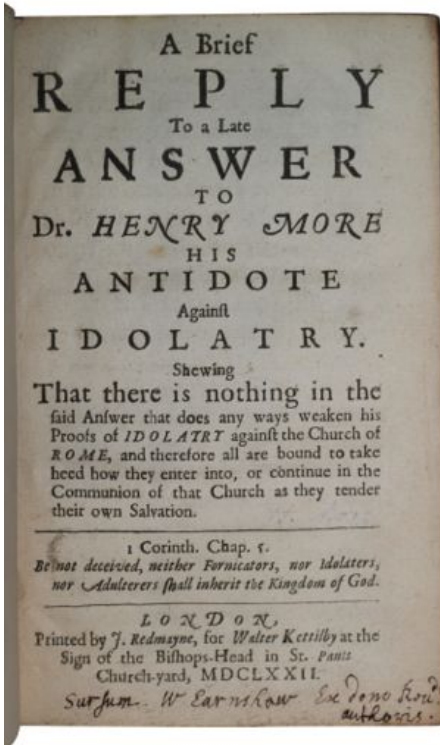 A Brief
REPLY
To a Late
ANSWER
TO
Dr. HENRY MORE
HIS
ANTIDOTE
Againſt
IDOLATRY.
Shewing
That there is nothing in the
ſaid Anſwer that does any ways weaken his
Proofs of IDOLATRY againſt the Church of
ROME, and therefore all are bound to take
heed how they enter into, or continue in the
Communion of that Church as they tender
their own Salvation.
1 Corinth. Chap. 5.
Be not deceived, neither Fornicators, nor Idolaters,
nor Adulterers ſhall inherit the Kingdom of God.
LONDON,
Printed by J. Redmayne, for Walter Kettilby at the
Sign of the Biſhops-Head in St. Pauls
Church-yard, MDCLXXII.
Surſum. W Earnshaw Ex dono
authoris.